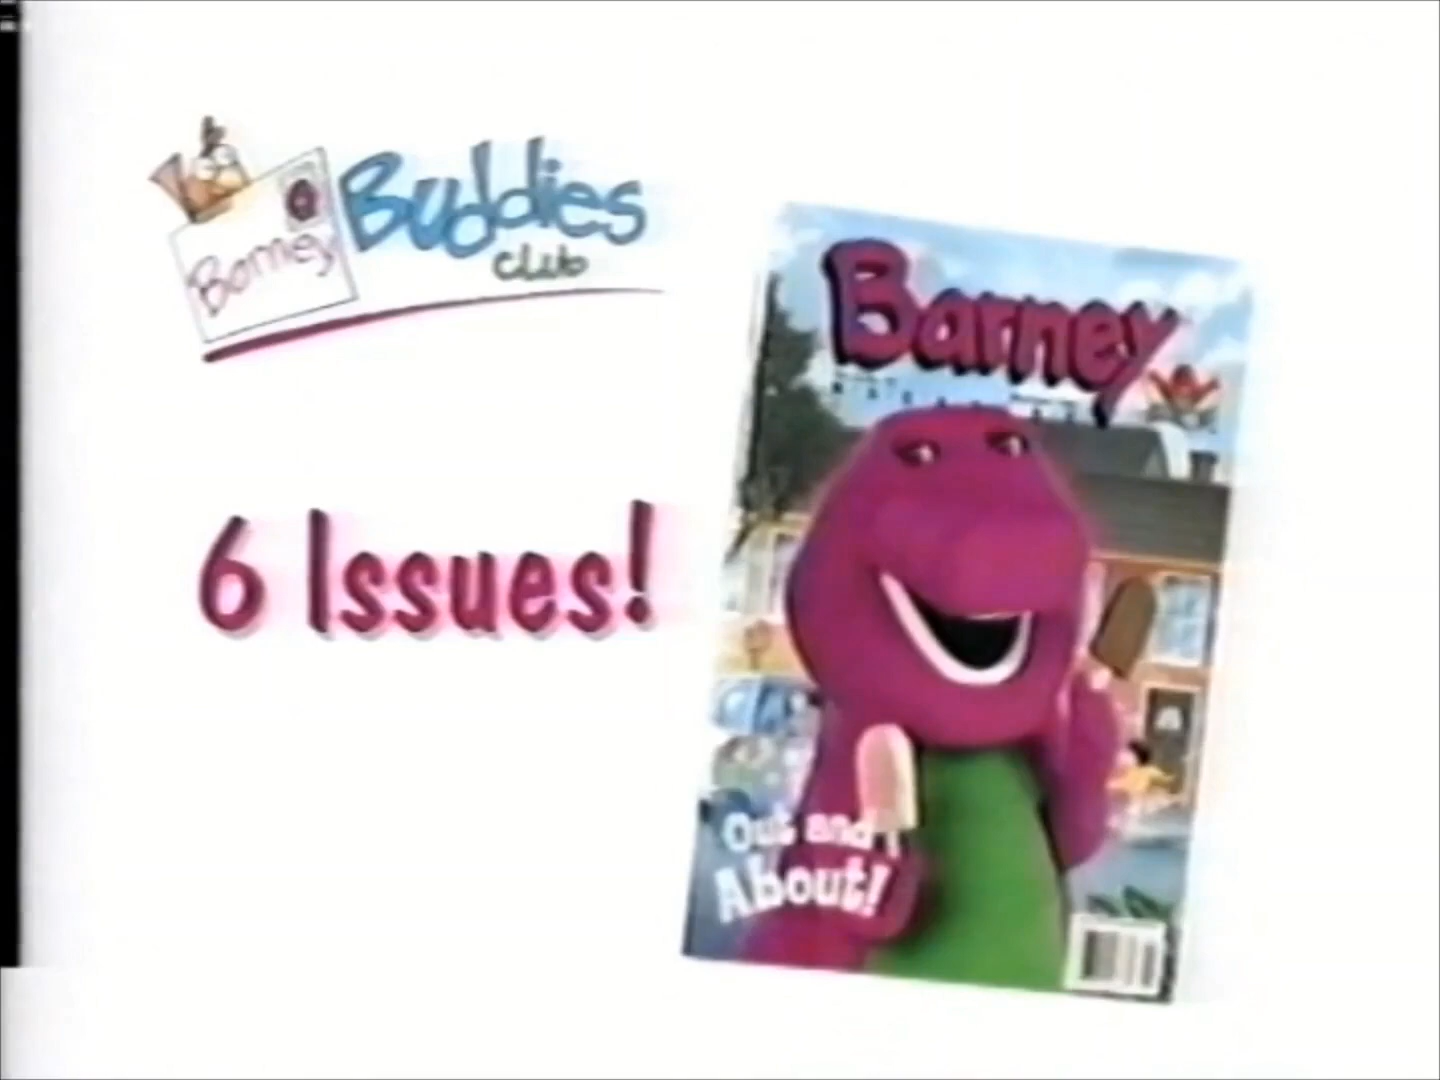 Barney
Buddies
club
6 Issues!
Barney
Out and
About!